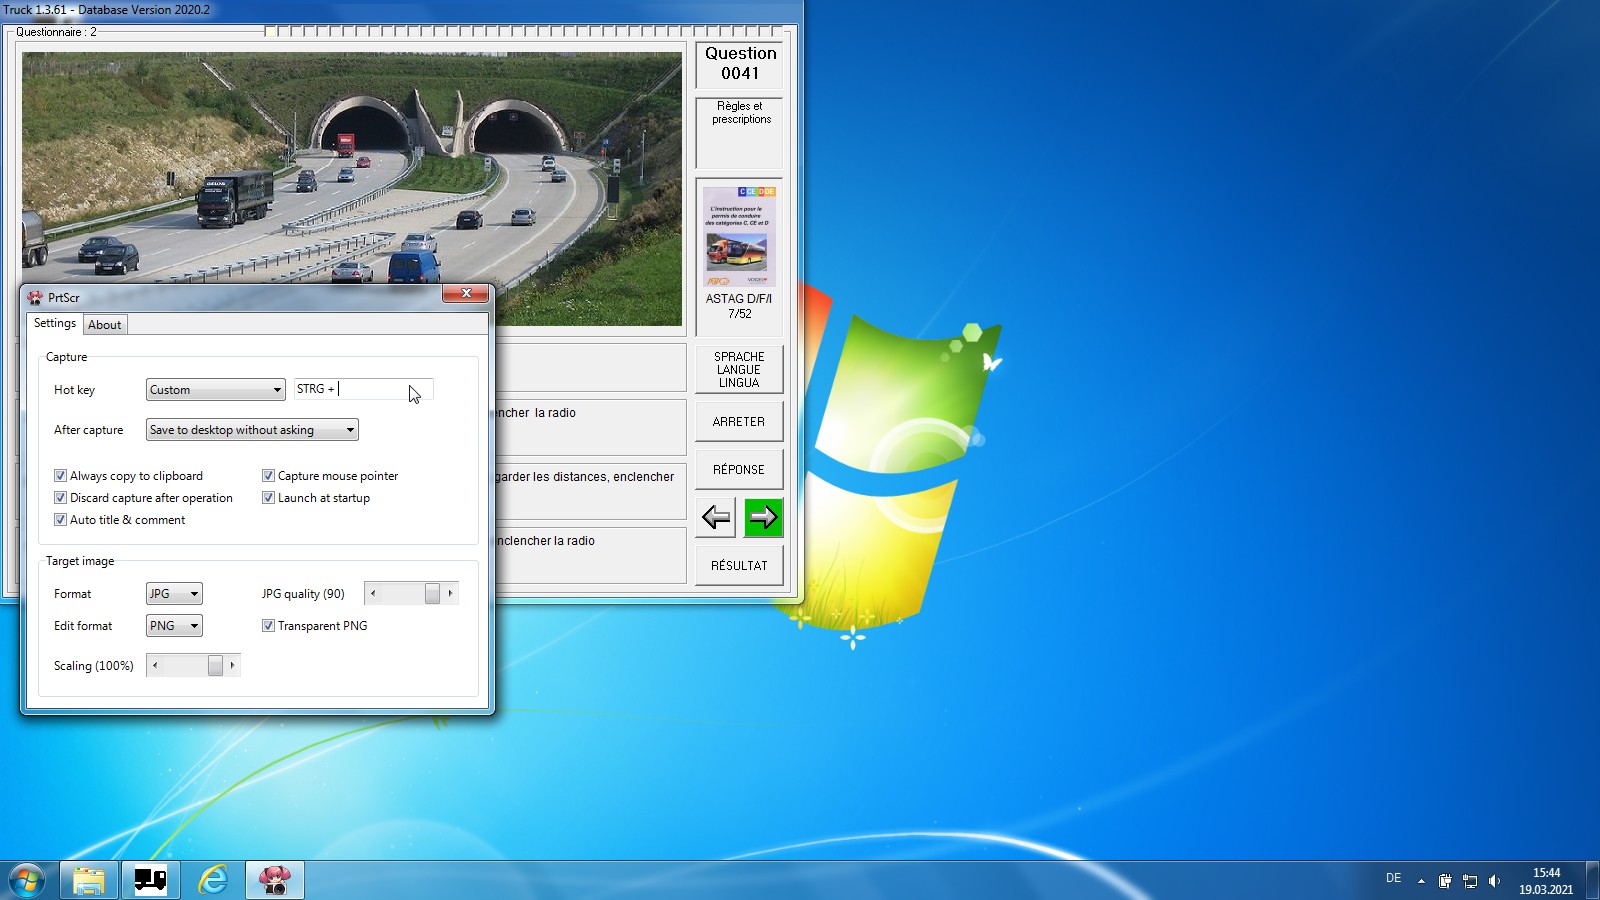 Truck 1.3.61 - Database Version 2020.2
Questionnaire : 2
Question
0041
Règles et
prescriptions
C CE D DE
L'instruction pour le
permis de conduire
des catégories C, CE et D
ASTAG D/F/I
7/52
SPRACHE
LANGUE
LINGUA
ARRETER
RÉPONSE
RÉSULTAT
encher la radio
garder les distances, enclencher
nclencher la radio
PrtScr
Settings
About
Capture
Hot key
Custom
STRG +
After capture
Save to desktop without asking
Always copy to clipboard
Capture mouse pointer
Discard capture after operation
Launch at startup
Auto title & comment
Target image
Format
JPG
JPG quality (90)
Edit format
PNG
Transparent PNG
Scaling (100%)
DE
15:44
19.03.2021